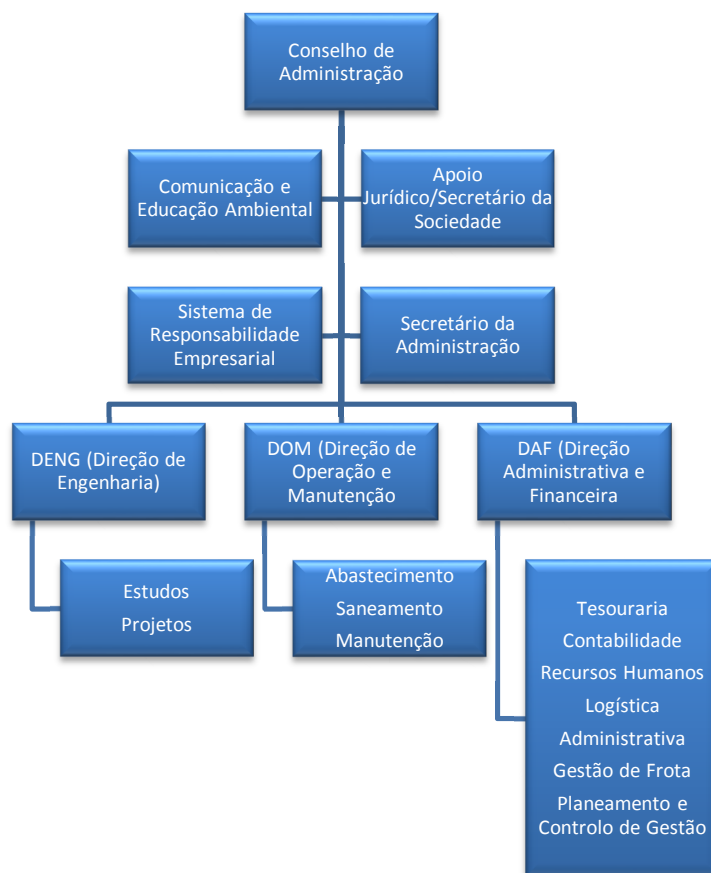 Conselho de
Administração
Comunicação e
Educação Ambiental
Apoio
Jurídico/Secretário da
Sociedade
Sistema de
Responsabilidade
Empresarial
Secretário da
Administração
DENG (Direção de
Engenharia)
DOM (Direção de
Operação e
Manutenção
DAF (Direção
Administrativa e
Financeira
Estudos
Projetos
Abastecimento
Saneamento
Manutenção
Tesouraria
Contabilidade
Recursos Humanos
Logística
Administrativa
Gestão de Frota
Planeamento e
Controlo de Gestão